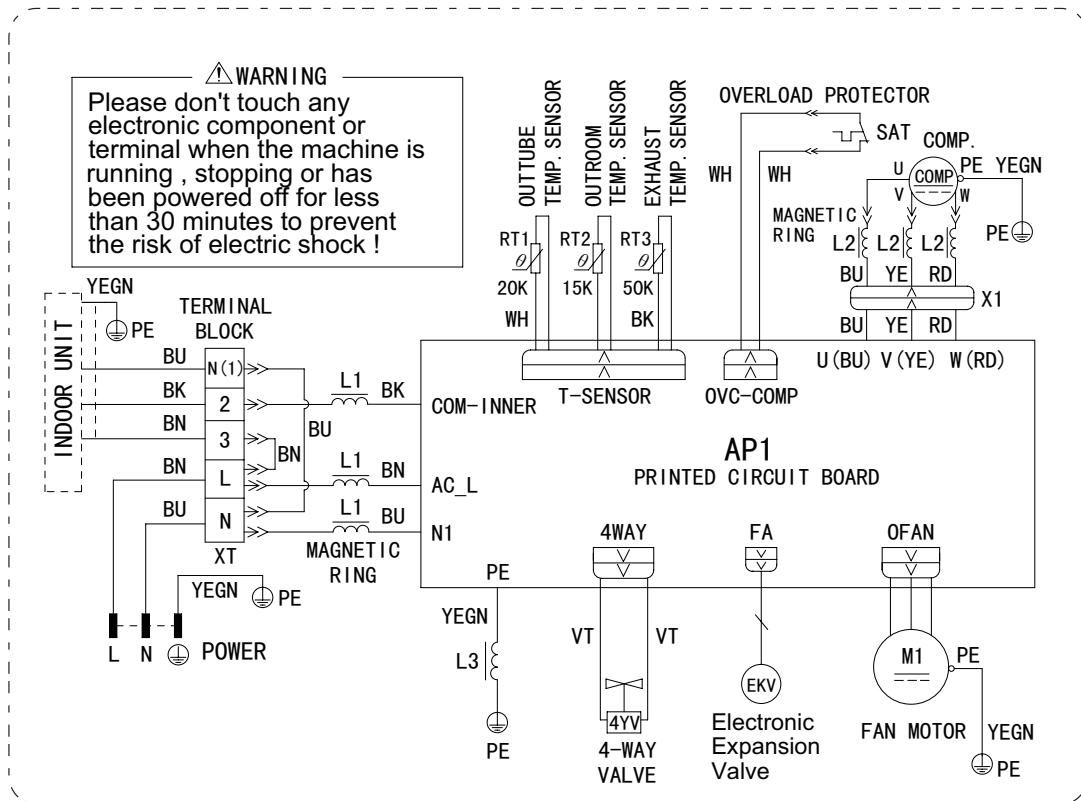 WARNING
Please don't touch any
electronic component or
terminal when the machine is
running , stopping or has
been powered off for less
than 30 minutes to prevent
the risk of electric shock !
OUTTUBE
TEMP. SENSOR
OUTROOM
TEMP. SENSOR
EXHAUST
TEMP. SENSOR
RT1
RT2
RT3
θ
θ
θ
20K
15K
50K
WH
BK
OVERLOAD PROTECTOR
SAT
WH
WH
COMP.
U
COMP
PE
YEGN
V
W
MAGNETIC
RING
PE
L2
L2
L2
BU
YE
RD
X1
BU
YE
RD
U(BU)
V(YE)
W(RD)
YEGN
PE
INDOOR UNIT
TERMINAL
BLOCK
BU
N(1)
BK
2
L1
BK
COM-INNER
BU
BN
3
BN
BN
L
L1
BN
AC_L
BU
N
L1
BU
N1
XT
MAGNETIC
RING
YEGN
PE
L
N
POWER
T-SENSOR
OVC-COMP
AP1
PRINTED CIRCUIT BOARD
PE
4WAY
FA
OFAN
YEGN
L3
PE
VT
VT
4YV
4-WAY
VALVE
EKV
Electronic
Expansion
Valve
M1
PE
FAN MOTOR
YEGN
PE